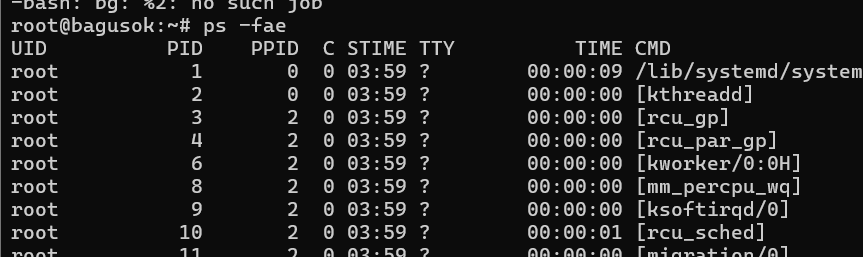 -bash: bg: %2: no such job
root@bagusok:~# ps -fae
UID          PID    PPID  C STIME TTY          TIME CMD
root           1       0  0 03:59 ?        00:00:09 /lib/systemd/system
root           2       0  0 03:59 ?        00:00:00 [kthreadd]
root           3       2  0 03:59 ?        00:00:00 [rcu_gp]
root           4       2  0 03:59 ?        00:00:00 [rcu_par_gp]
root           6       2  0 03:59 ?        00:00:00 [kworker/0:0H]
root           8       2  0 03:59 ?        00:00:00 [mm_percpu_wq]
root           9       2  0 03:59 ?        00:00:00 [ksoftirqd/0]
root          10       2  0 03:59 ?        00:00:01 [rcu_sched]
root          11       2  0 03:59 ?        00:00:00 [migration/0]